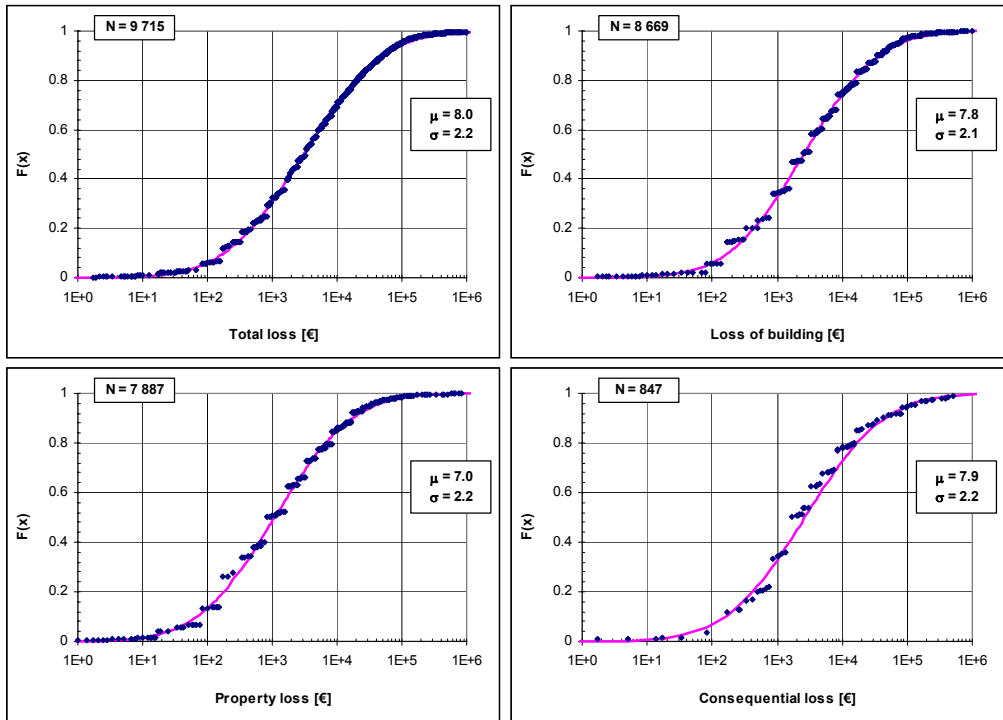 N = 9 715
F(x)
1
0.8
0.6
0.4
0.2
0
μ = 8.0
σ = 2.2
1E+0 1E+1 1E+2 1E+3 1E+4 1E+5 1E+6
Total loss [€]
N = 8 669
F(x)
1
0.8
0.6
0.4
0.2
0
μ = 7.8
σ = 2.1
1E+0 1E+1 1E+2 1E+3 1E+4 1E+5 1E+6
Loss of building [€]
N = 7 887
F(x)
1
0.8
0.6
0.4
0.2
0
μ = 7.0
σ = 2.2
1E+0 1E+1 1E+2 1E+3 1E+4 1E+5 1E+6
Property loss [€]
N = 847
F(x)
1
0.8
0.6
0.4
0.2
0
μ = 7.9
σ = 2.2
1E+0 1E+1 1E+2 1E+3 1E+4 1E+5 1E+6
Consequential loss [€]